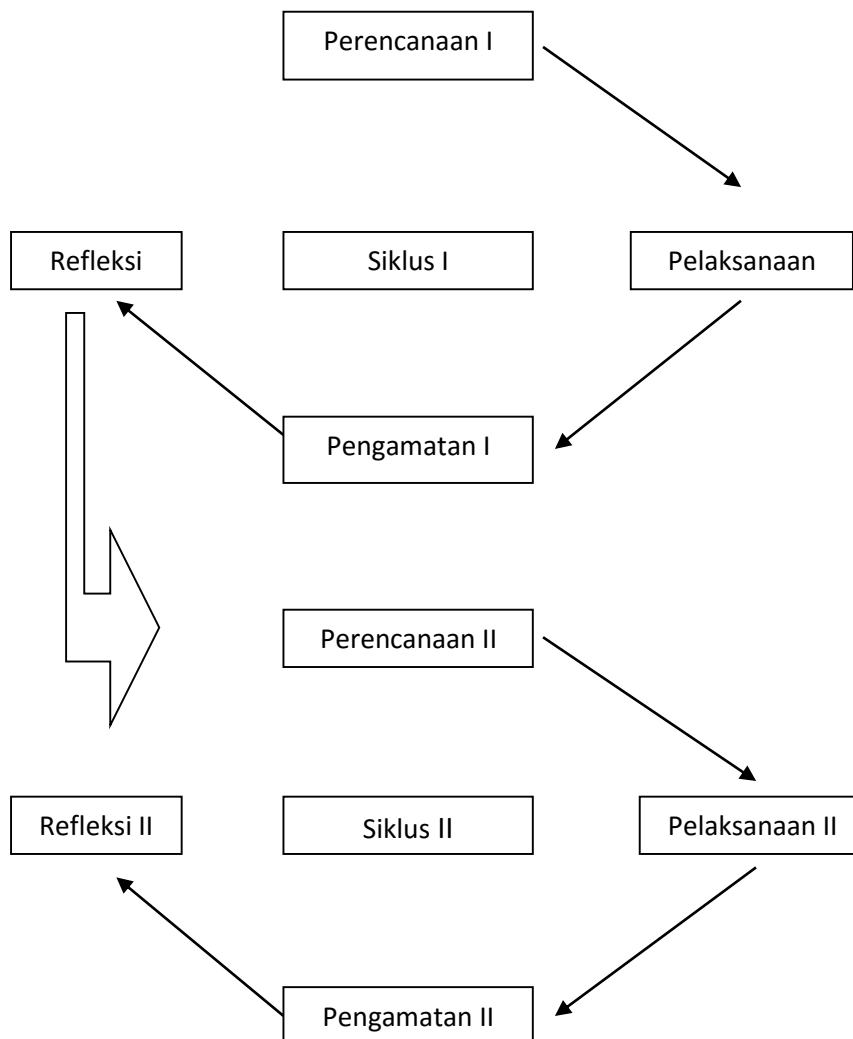 Perencanaan I
Refleksi
Siklus I
Pelaksanaan
Pengamatan I
Perencanaan II
Refleksi II
Siklus II
Pelaksanaan II
Pengamatan II